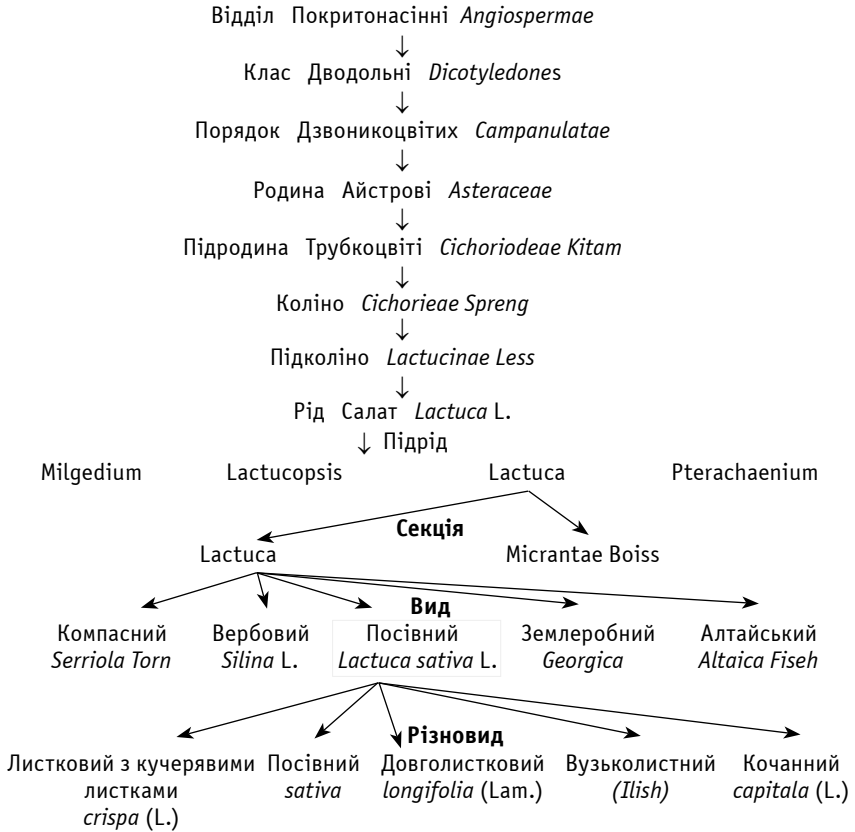 Відділ Покритонасінні Angiospermae
Клас Дводольні Dicotyledones
Порядок Дзвоникоцвітих Campanulatae
Родина Айстрові Asteraceae
Підродина Трубкоцвіті Cichoriodeae Kitam
Коліно Cichorieae Spreng
Підколіно Lactucinae Less
Рід Салат Lactuca L.
Підрід
Milgedium Lactucopsis Lactuca Pterachaenium
Секція
Lactuca Micrantae Boiss
Вид
Компасний Вербовий Посівний Землеробний Алтайський
Serriola Torn Silina L. Lactuca sativa L. Georgica Altaica Fiseh
Різновид
Листковий з кучерявими Посівний Довголистковий Вузьколистний Кочанний
листками sativa longifolia (Lam.) (Ilish) capitala (L.)
crispa (L.)